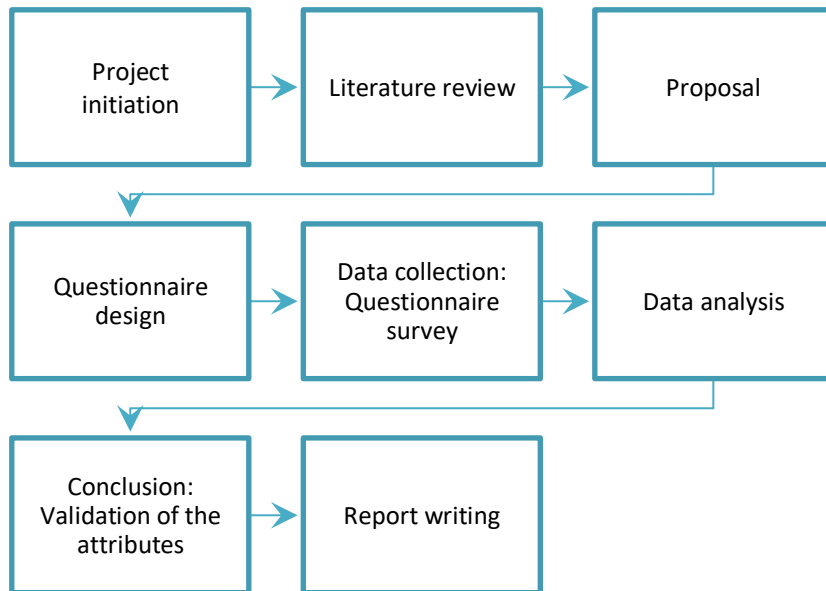 Project
initiation
Literature review
Proposal
Questionnaire
design
Data collection:
Questionnaire
survey
Data analysis
Conclusion:
Validation of the
attributes
Report writing